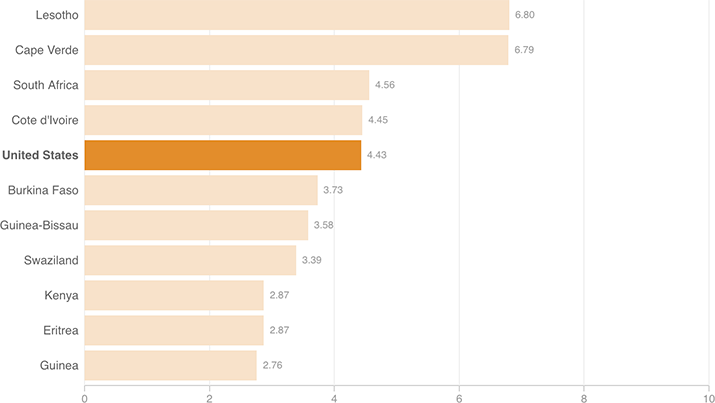 Lesotho 6.80
Cape Verde 6.79
South Africa 4.56
Cote d'Ivoire 4.45
United States 4.43
Burkina Faso 3.73
Guinea-Bissau 3.58
Swaziland 3.39
Kenya 2.87
Eritrea 2.87
Guinea 2.76
0 2 4 6 8 10